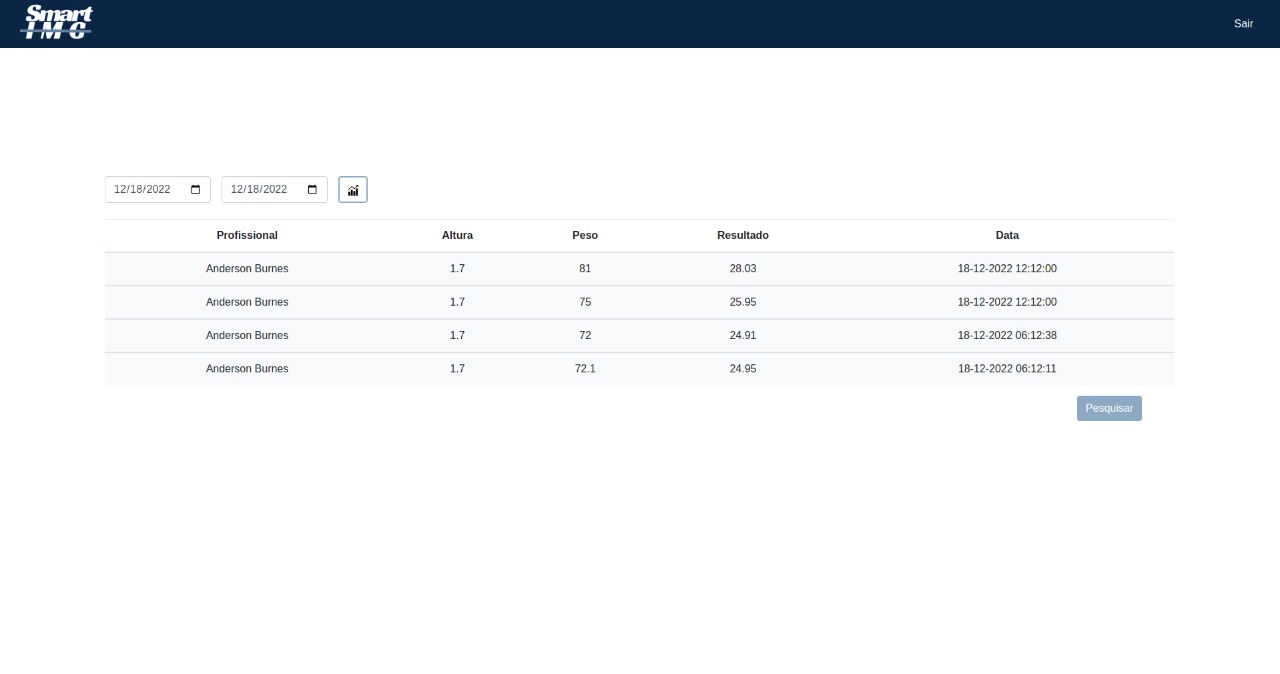 Smart
IMC
Sair
12/18/2022 12/18/2022
Profissional Altura Peso Resultado Data
Anderson Burnes 1.7 81 28.03 18-12-2022 12:12:00
Anderson Burnes 1.7 75 25.95 18-12-2022 12:12:00
Anderson Burnes 1.7 72 24.91 18-12-2022 06:12:38
Anderson Burnes 1.7 72.1 24.95 18-12-2022 06:12:11
Pesquisar